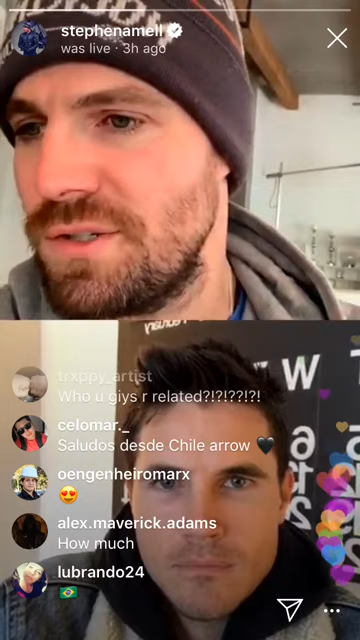 stephenamell
was live · 3h ago
February
W
trxppy_artist
Who u giys r related?!?!??!?!
celomar._
Saludos desde Chile arrow 🖤
oengenheiromarx
😍
alex.maverick.adams
How much
lubrando24
🇧🇷